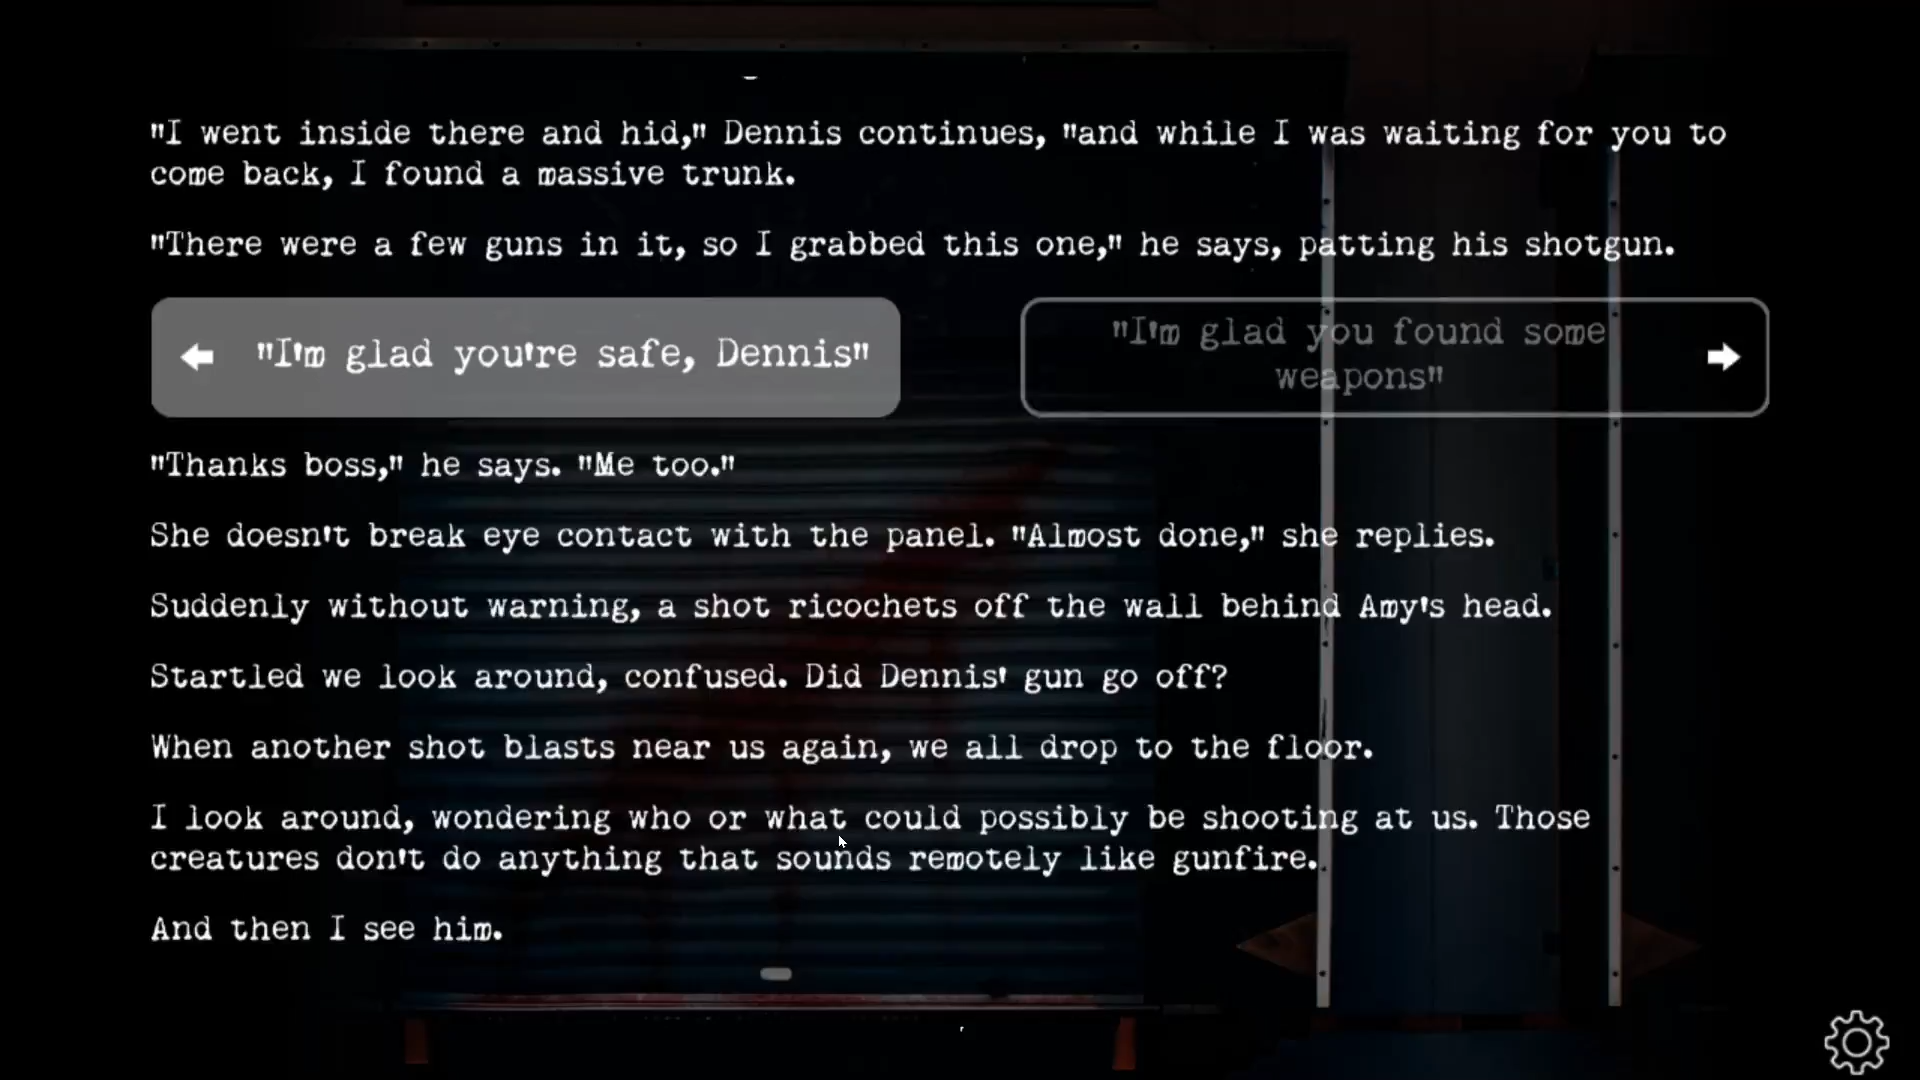 "I went inside there and hid," Dennis continues, "and while I was waiting for you to
come back, I found a massive trunk.
"There were a few guns in it, so I grabbed this one," he says, patting his shotgun.
"I'm glad you're safe, Dennis"
"I'm glad you found some
weapons"
"Thanks boss," he says. "Me too."
She doesn't break eye contact with the panel. "Almost done," she replies.
Suddenly without warning, a shot ricochets off the wall behind Amy's head.
Startled we look around, confused. Did Dennis' gun go off?
When another shot blasts near us again, we all drop to the floor.
I look around, wondering who or what could possibly be shooting at us. Those
creatures don't do anything that sounds remotely like gunfire.
And then I see him.